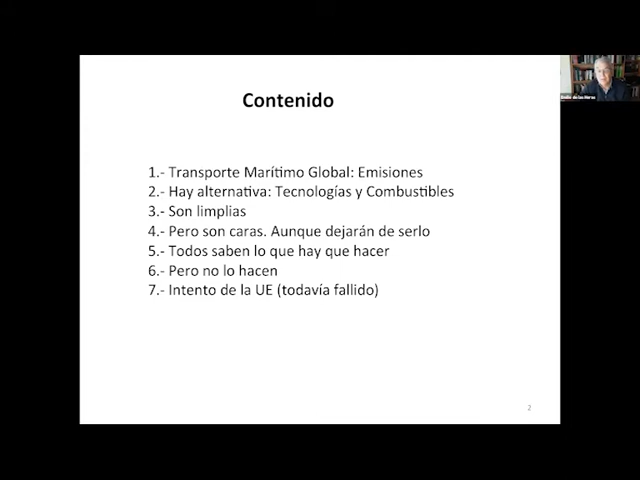 Contenido
1.- Transporte Marítimo Global: Emisiones
2.- Hay alternativa: Tecnologías y Combustibles
3.- Son limplias
4.- Pero son caras. Aunque dejarán de serlo
5.- Todos saben lo que hay que hacer
6.- Pero no lo hacen
7.- Intento de la UE (todavía fallido)
2